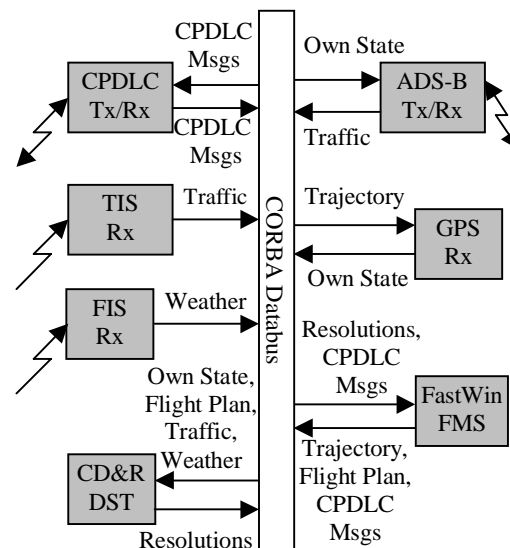 CPDLC
Msgs
Own State
CPDLC
Tx/Rx
ADS-B
Tx/Rx
CPDLC
Msgs
Traffic
TIS
Rx
Traffic
Trajectory
GPS
Rx
Own State
CORBA Databus
FIS
Rx
Weather
Resolutions,
CPDLC
Msgs
Own State,
Flight Plan,
Traffic,
Weather
FastWin
FMS
Trajectory,
Flight Plan,
CPDLC
Msgs
CD&R
DST
Resolutions